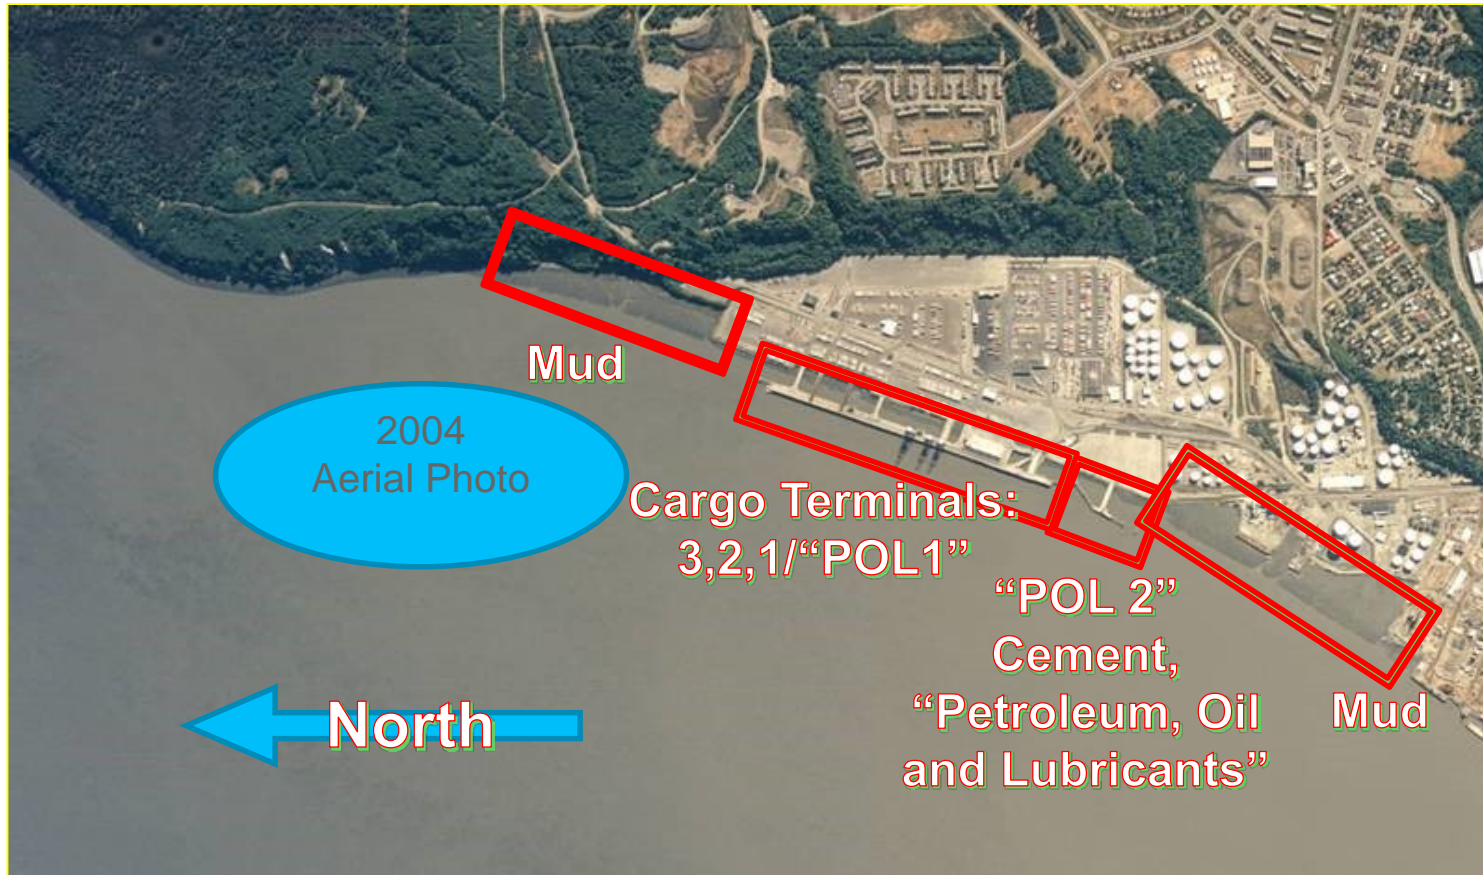 Mud
2004
Aerial Photo
Cargo Terminals:
3,2,1/“POL1”
“POL 2”
Cement,
“Petroleum, Oil
and Lubricants”
Mud
North